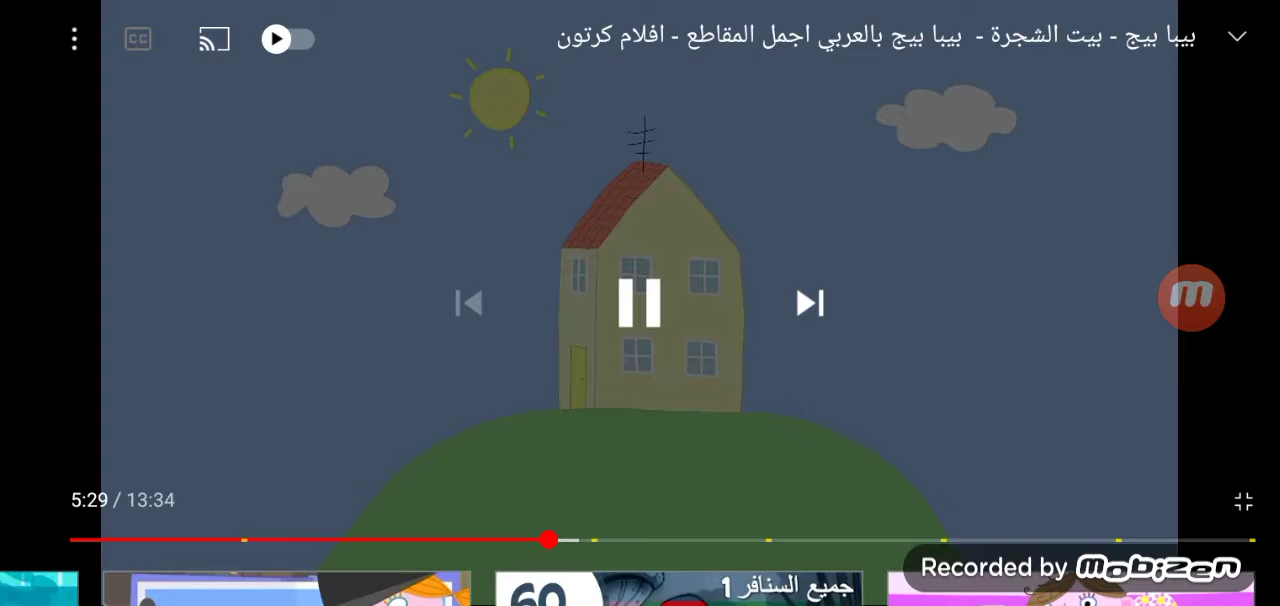 CC
بيبا بيج - بيت الشجرة - بيبا بيج بالعربي اجمل المقاطع - افلام كرتون
m
5:29 / 13:34
Recorded by mobizen
60
جميع السنافر 1